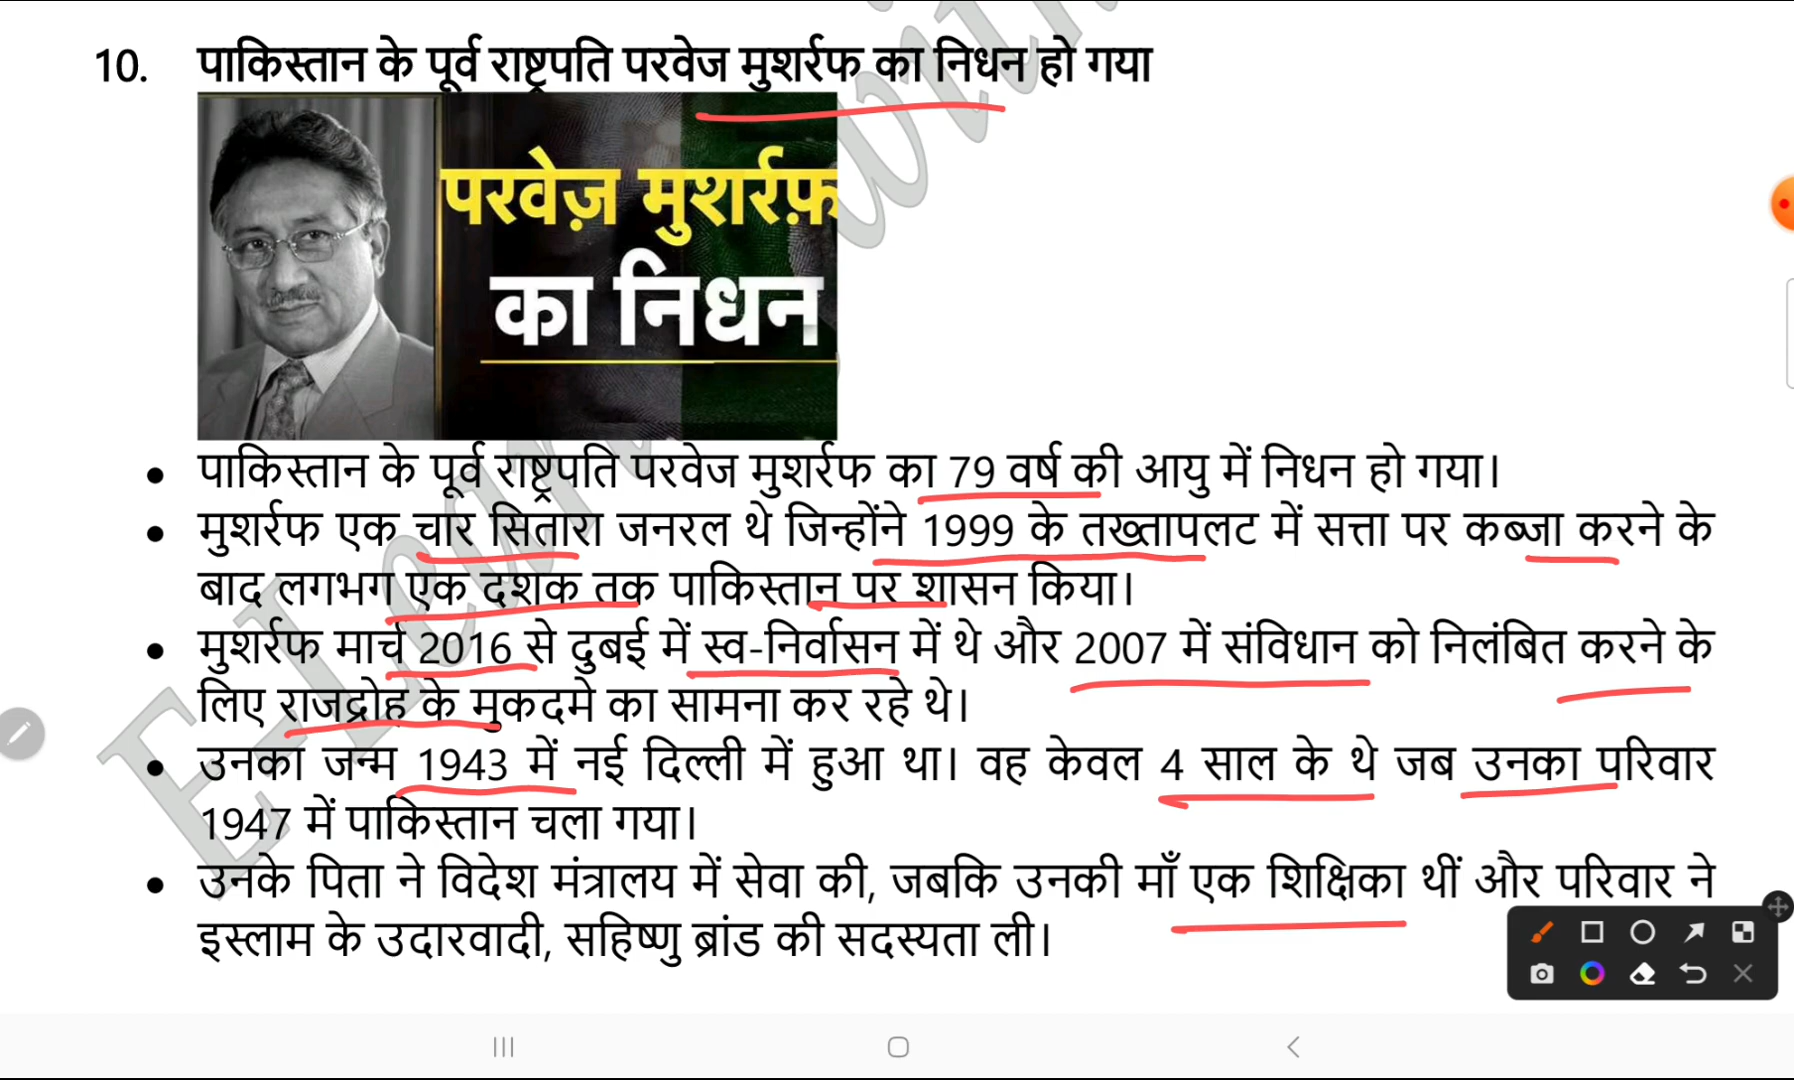 10. पाकिस्तान के पूर्व राष्ट्रपति परवेज मुशर्रफ का निधन हो गया
परवेज़ मुशर्रफ़
का निधन
• पाकिस्तान के पूर्व राष्ट्रपति परवेज मुशर्रफ का 79 वर्ष की आयु में निधन हो गया।
• मुशर्रफ एक चार सितारा जनरल थे जिन्होंने 1999 के तख्तापलट में सत्ता पर कब्जा करने के
बाद लगभग एक दशक तक पाकिस्तान पर शासन किया।
• मुशर्रफ मार्च 2016 से दुबई में स्व-निर्वासन में थे और 2007 में संविधान को निलंबित करने के
लिए राजद्रोह के मुकदमे का सामना कर रहे थे।
• उनका जन्म 1943 में नई दिल्ली में हुआ था। वह केवल 4 साल के थे जब उनका परिवार
1947 में पाकिस्तान चला गया।
• उनके पिता ने विदेश मंत्रालय में सेवा की, जबकि उनकी माँ एक शिक्षिका थीं और परिवार ने
इस्लाम के उदारवादी, सहिष्णु ब्रांड की सदस्यता ली।